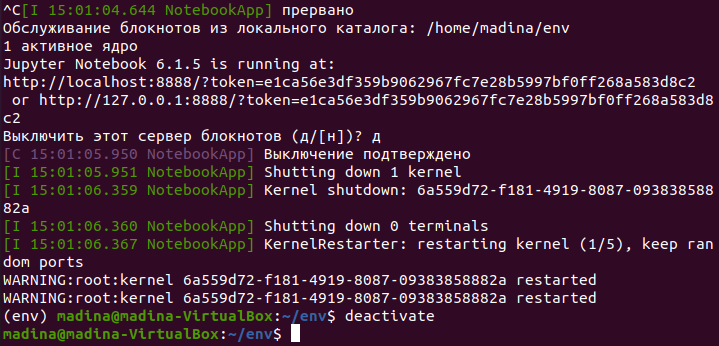 ^C[I 15:01:04.644 NotebookApp] прервано
Обслуживание блокнотов из локального каталога: /home/madina/env
1 активное ядро
Jupyter Notebook 6.1.5 is running at:
http://localhost:8888/?token=e1ca56e3df359b9062967fc7e28b5997bf0ff268a583d8c2
 or http://127.0.0.1:8888/?token=e1ca56e3df359b9062967fc7e28b5997bf0ff268a583d8
c2
Выключить этот сервер блокнотов (д/[н])? д
[C 15:01:05.950 NotebookApp] Выключение подтверждено
[I 15:01:05.951 NotebookApp] Shutting down 1 kernel
[I 15:01:06.359 NotebookApp] Kernel shutdown: 6a559d72-f181-4919-8087-093838588
82a
[I 15:01:06.360 NotebookApp] Shutting down 0 terminals
[I 15:01:06.367 NotebookApp] KernelRestarter: restarting kernel (1/5), keep ran
dom ports
WARNING:root:kernel 6a559d72-f181-4919-8087-09383858882a restarted
WARNING:root:kernel 6a559d72-f181-4919-8087-09383858882a restarted
(env) madina@madina-VirtualBox:~/env$ deactivate
madina@madina-VirtualBox:~/env$